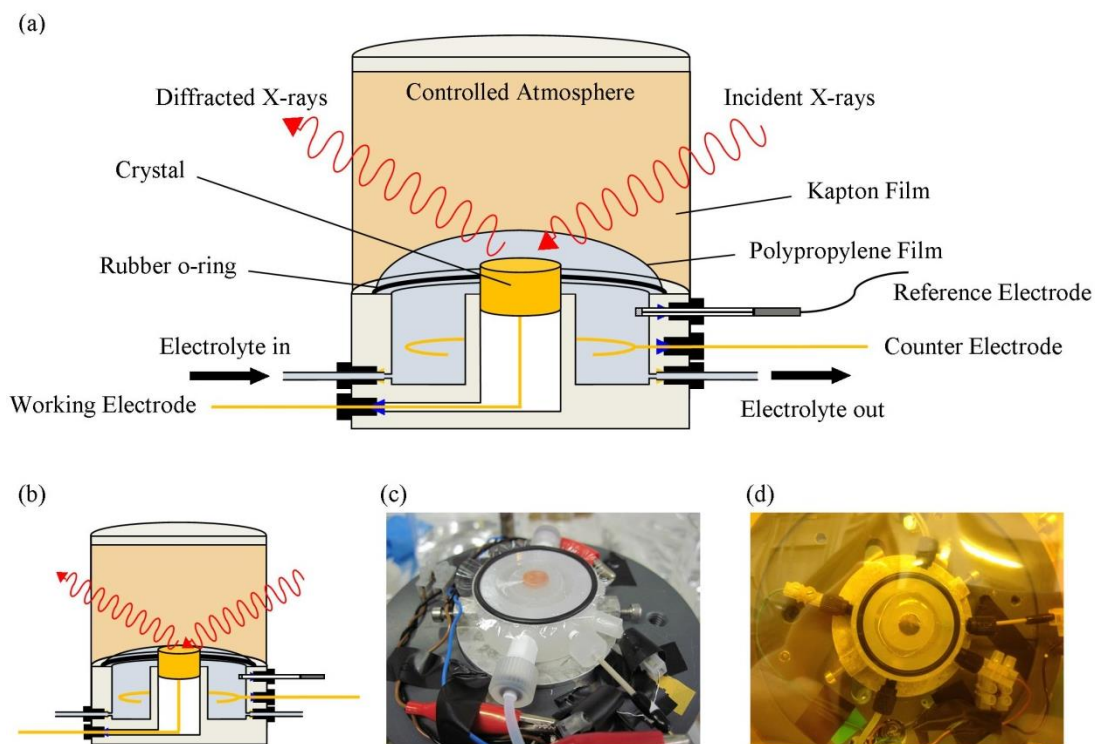 (a)
Controlled Atmosphere
Diffracted X-rays
Incident X-rays
Crystal
Kapton Film
Polypropylene Film
Rubber o-ring
Reference Electrode
Electrolyte in
Counter Electrode
Working Electrode
Electrolyte out
(b)
(c)
(d)